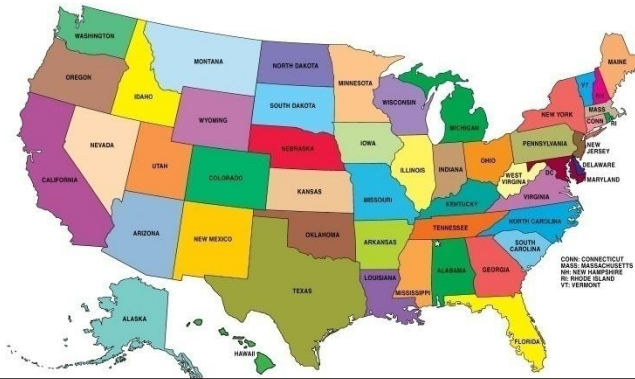 WASHINGTON
OREGON
CALIFORNIA
NEVADA
IDAHO
MONTANA
WYOMING
UTAH
COLORADO
ARIZONA
NEW MEXICO
NORTH DAKOTA
SOUTH DAKOTA
NEBRASKA
KANSAS
OKLAHOMA
TEXAS
MINNESOTA
IOWA
MISSOURI
ARKANSAS
LOUISIANA
WISCONSIN
ILLINOIS
MICHIGAN
INDIANA
OHIO
KENTUCKY
TENNESSEE
MISSISSIPPI
ALABAMA
GEORGIA
FLORIDA
SOUTH
CAROLINA
NORTH CAROLINA
VIRGINIA
WEST
VIRGINIA
DC
PENNSYLVANIA
NEW YORK
VT
NH
MAINE
MASS
CONN
RI
NEW
JERSEY
DELAWARE
MARYLAND
ALASKA
HAWAII
CONN: CONNECTICUT
MASS: MASSACHUSETTS
NH: NEW HAMPSHIRE
RI: RHODE ISLAND
VT: VERMONT